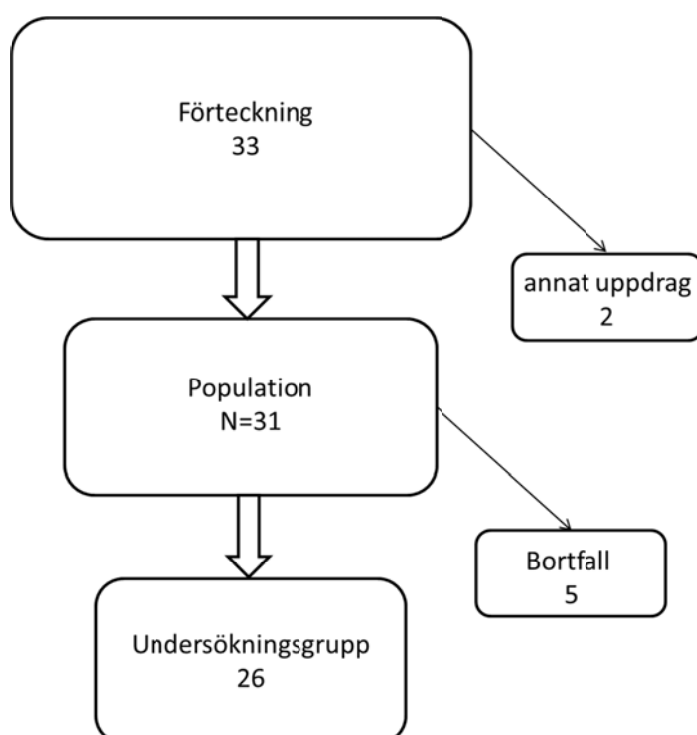 Förteckning
33
annat uppdrag
2
Population
N=31
Bortfall
5
Undersökningsgrupp
26